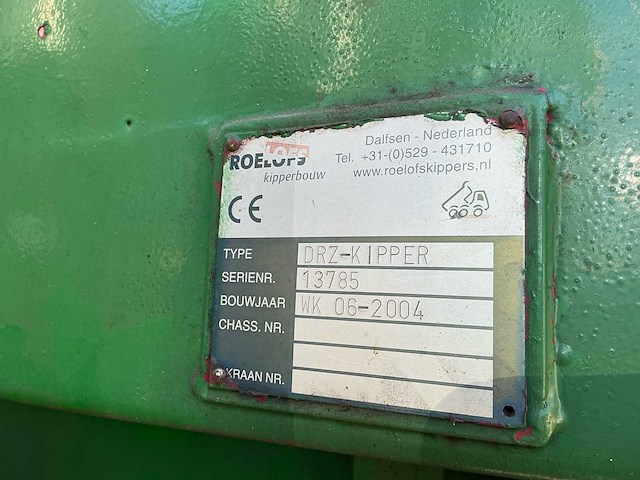 ROELOFS
kipperbouw
Dalfsen - Nederland
Tel. +31-(0)529 - 431710
www.roelofskippers.nl
CE
TYPE DRZ-KIPPER
SERIENR. 13785
BOUWJAAR WK 06-2004
CHASS. NR.
KRAAN NR.